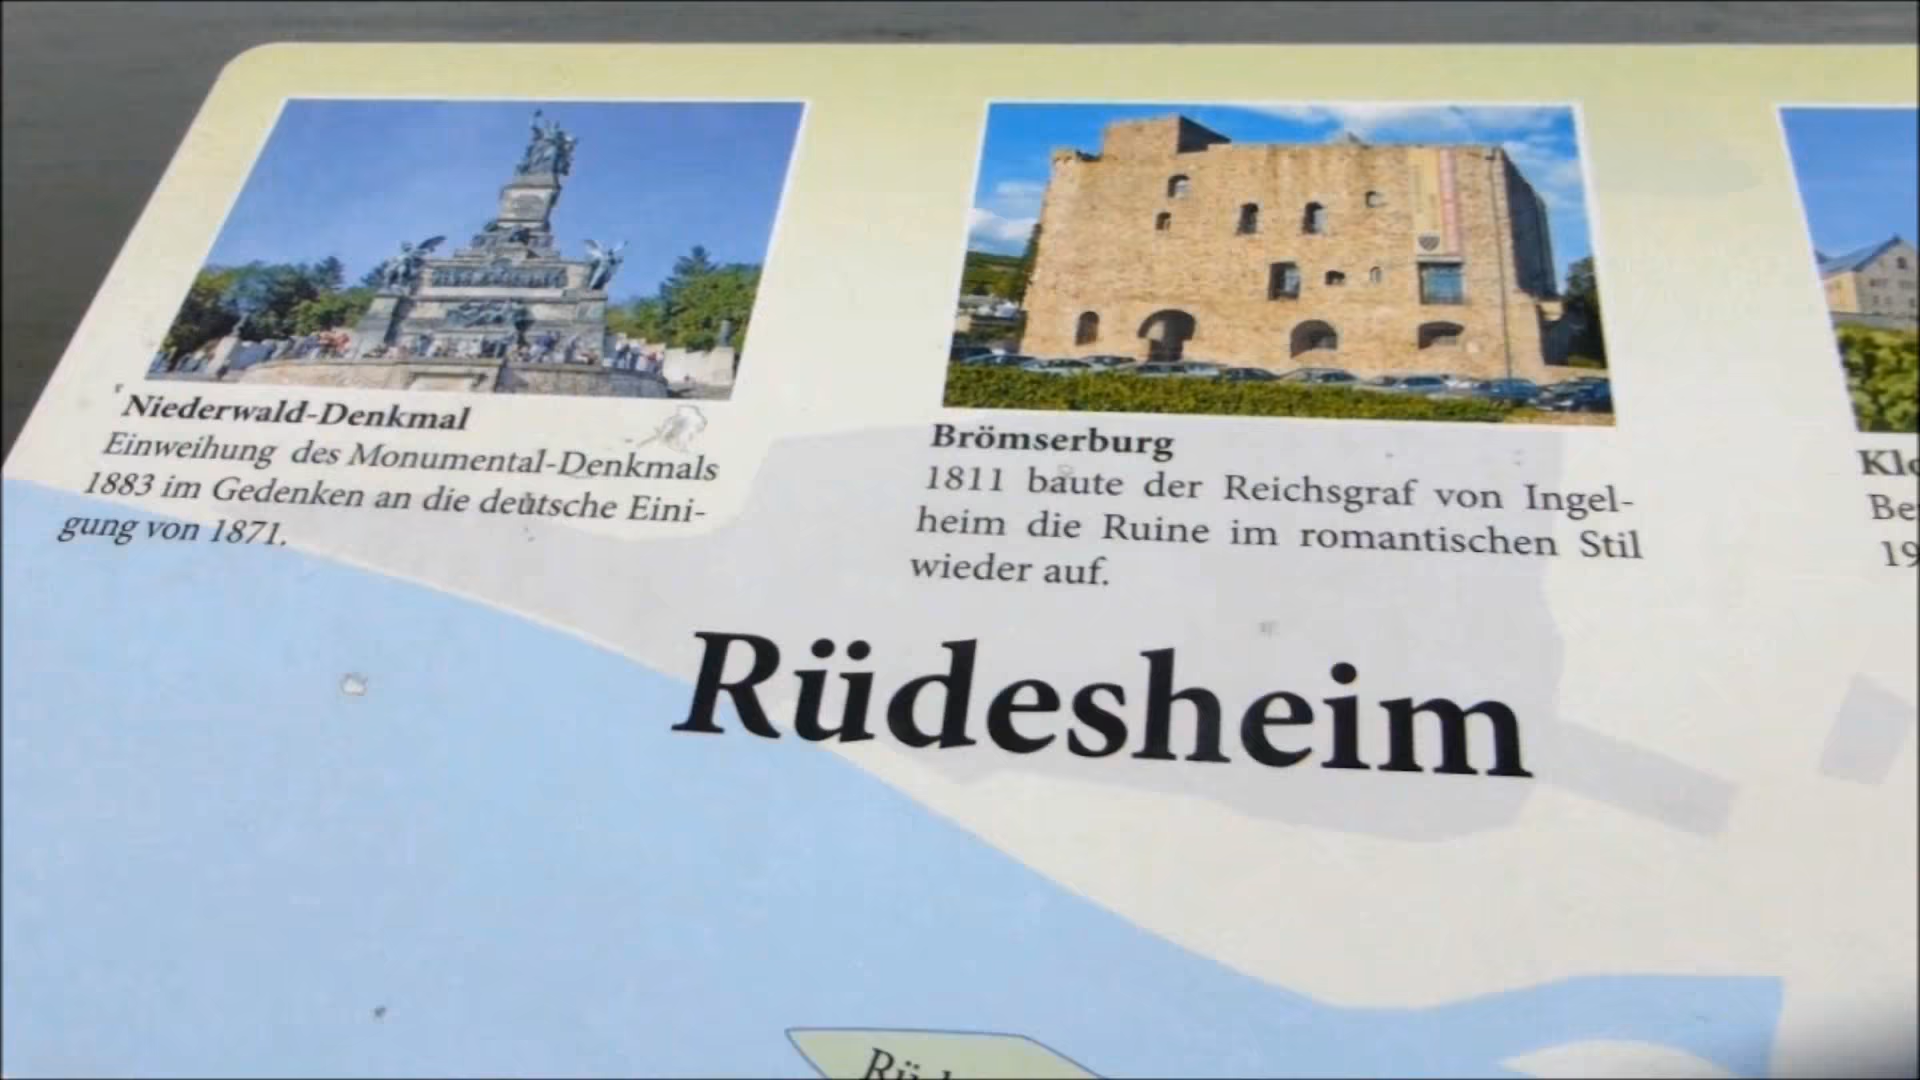 Niederwald-Denkmal
Einweihung des Monumental-Denkmals
1883 im Gedenken an die deutsche Eini-
gung von 1871.
Brömserburg
1811 baute der Reichsgraf von Ingel-
heim die Ruine im romantischen Stil
wieder auf.
Rüdesheim